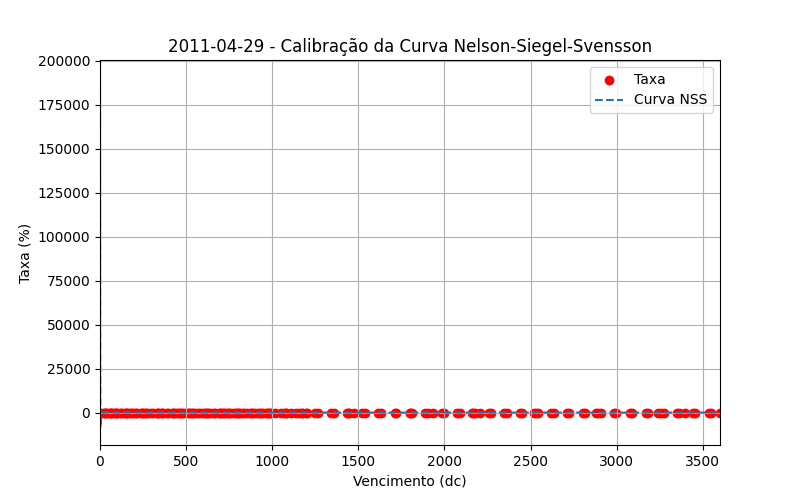 2011-04-29 - Calibração da Curva Nelson-Siegel-Svensson
200000
175000
150000
125000
100000
75000
50000
25000
0
Taxa (%)
Taxa
Curva NSS
0 500 1000 1500 2000 2500 3000 3500
Vencimento (dc)